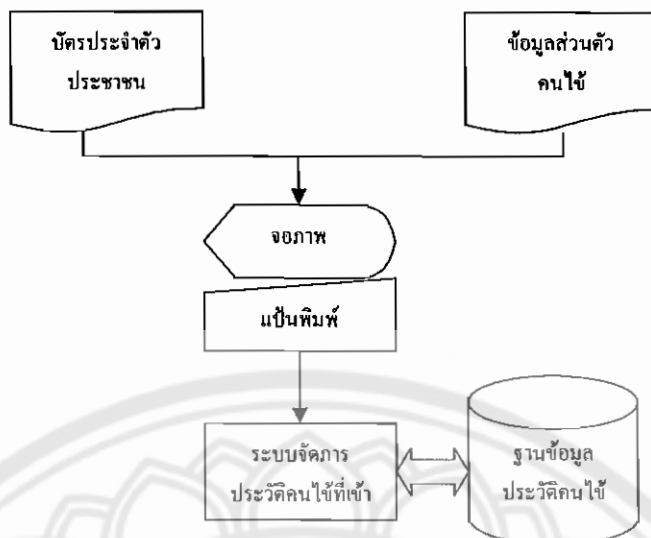 บัตรประจำตัว
ประชาชน
ข้อมูลส่วนตัว
คนไข้
จอภาพ
แป้นพิมพ์
ระบบจัดการ
ประวัติคนไข้ที่เข้า
ฐานข้อมูล
ประวัติคนไข้